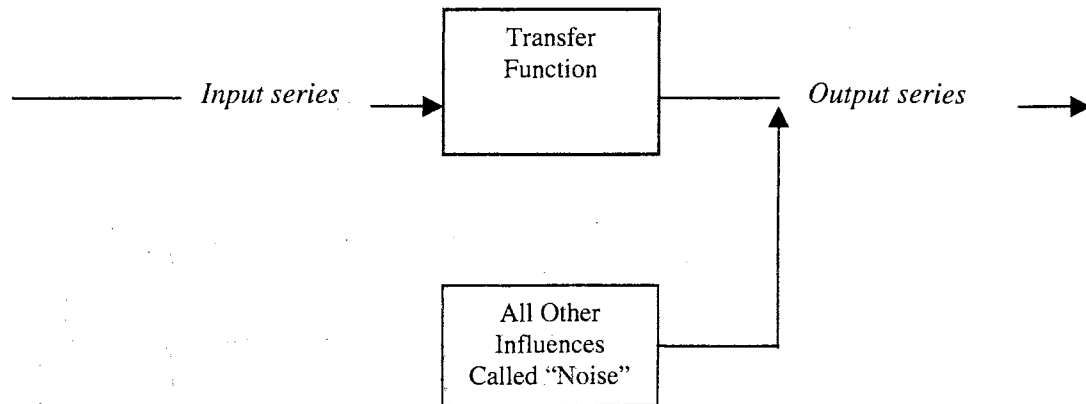 Transfer
Function
Input series
Output series
All Other
Influences
Called “Noise”